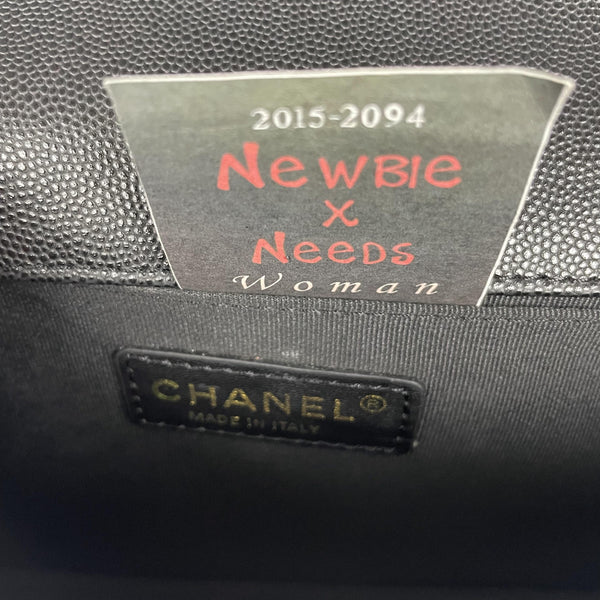 2015-2094
NEWBIE
X
NEEDS
Woman
CHANEL®
MADE IN ITALY